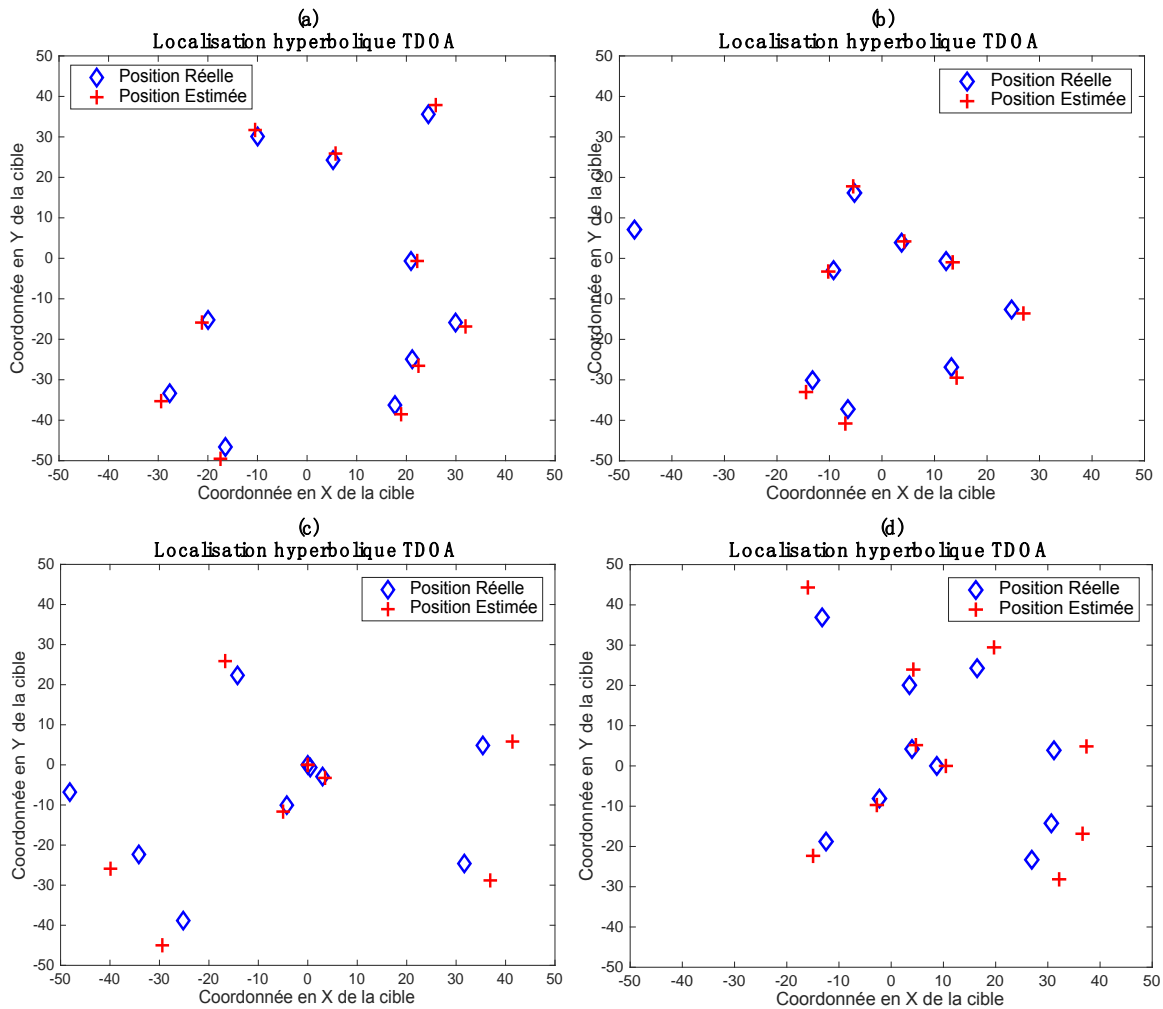 (a)
Localisation hyperbolique TDOA
50
40
30
20
10
0
-10
-20
-30
-40
-50
Coordonnée en Y de la cible
Position Réelle
Position Estimée
-50 -40 -30 -20 -10 0 10 20 30 40 50
Coordonnée en X de la cible
(b)
Localisation hyperbolique TDOA
50
40
30
20
10
0
-10
-20
-30
-40
-50
Coordonnée en Y de la cible
Position Réelle
Position Estimée
-50 -40 -30 -20 -10 0 10 20 30 40 50
Coordonnée en X de la cible
(c)
Localisation hyperbolique TDOA
50
40
30
20
10
0
-10
-20
-30
-40
-50
Coordonnée en Y de la cible
Position Réelle
Position Estimée
-50 -40 -30 -20 -10 0 10 20 30 40 50
Coordonnée en X de la cible
(d)
Localisation hyperbolique TDOA
50
40
30
20
10
0
-10
-20
-30
-40
-50
Coordonnée en Y de la cible
Position Réelle
Position Estimée
-50 -40 -30 -20 -10 0 10 20 30 40 50
Coordonnée en X de la cible